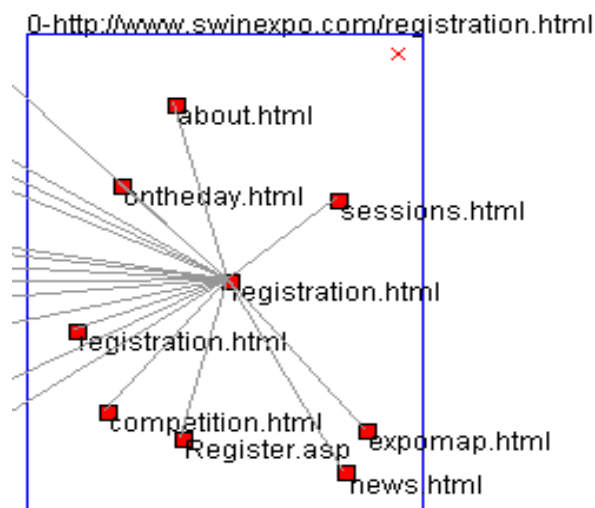 0-http://www.swinexpo.com/registration.html
about.html
ontheday.html
sessions.html
registration.html
registration.html
competition.html
Register.asp
expomap.html
news.html